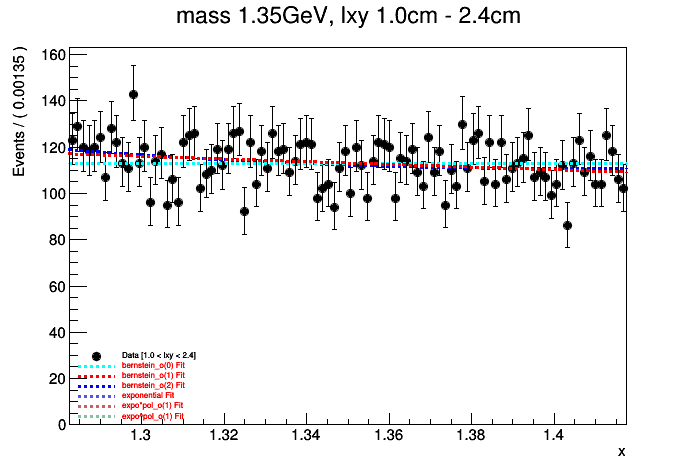 mass 1.35GeV, lxy 1.0cm - 2.4cm
Events / ( 0.00135 )
160
140
120
100
80
60
40
20
0
Data [1.0 < lxy < 2.4]
bernstein_o(0) Fit
bernstein_o(1) Fit
bernstein_o(2) Fit
exponential Fit
expo*pol_o(1) Fit
expo*pol_o(1) Fit
1.3
1.32
1.34
1.36
1.38
1.4
x